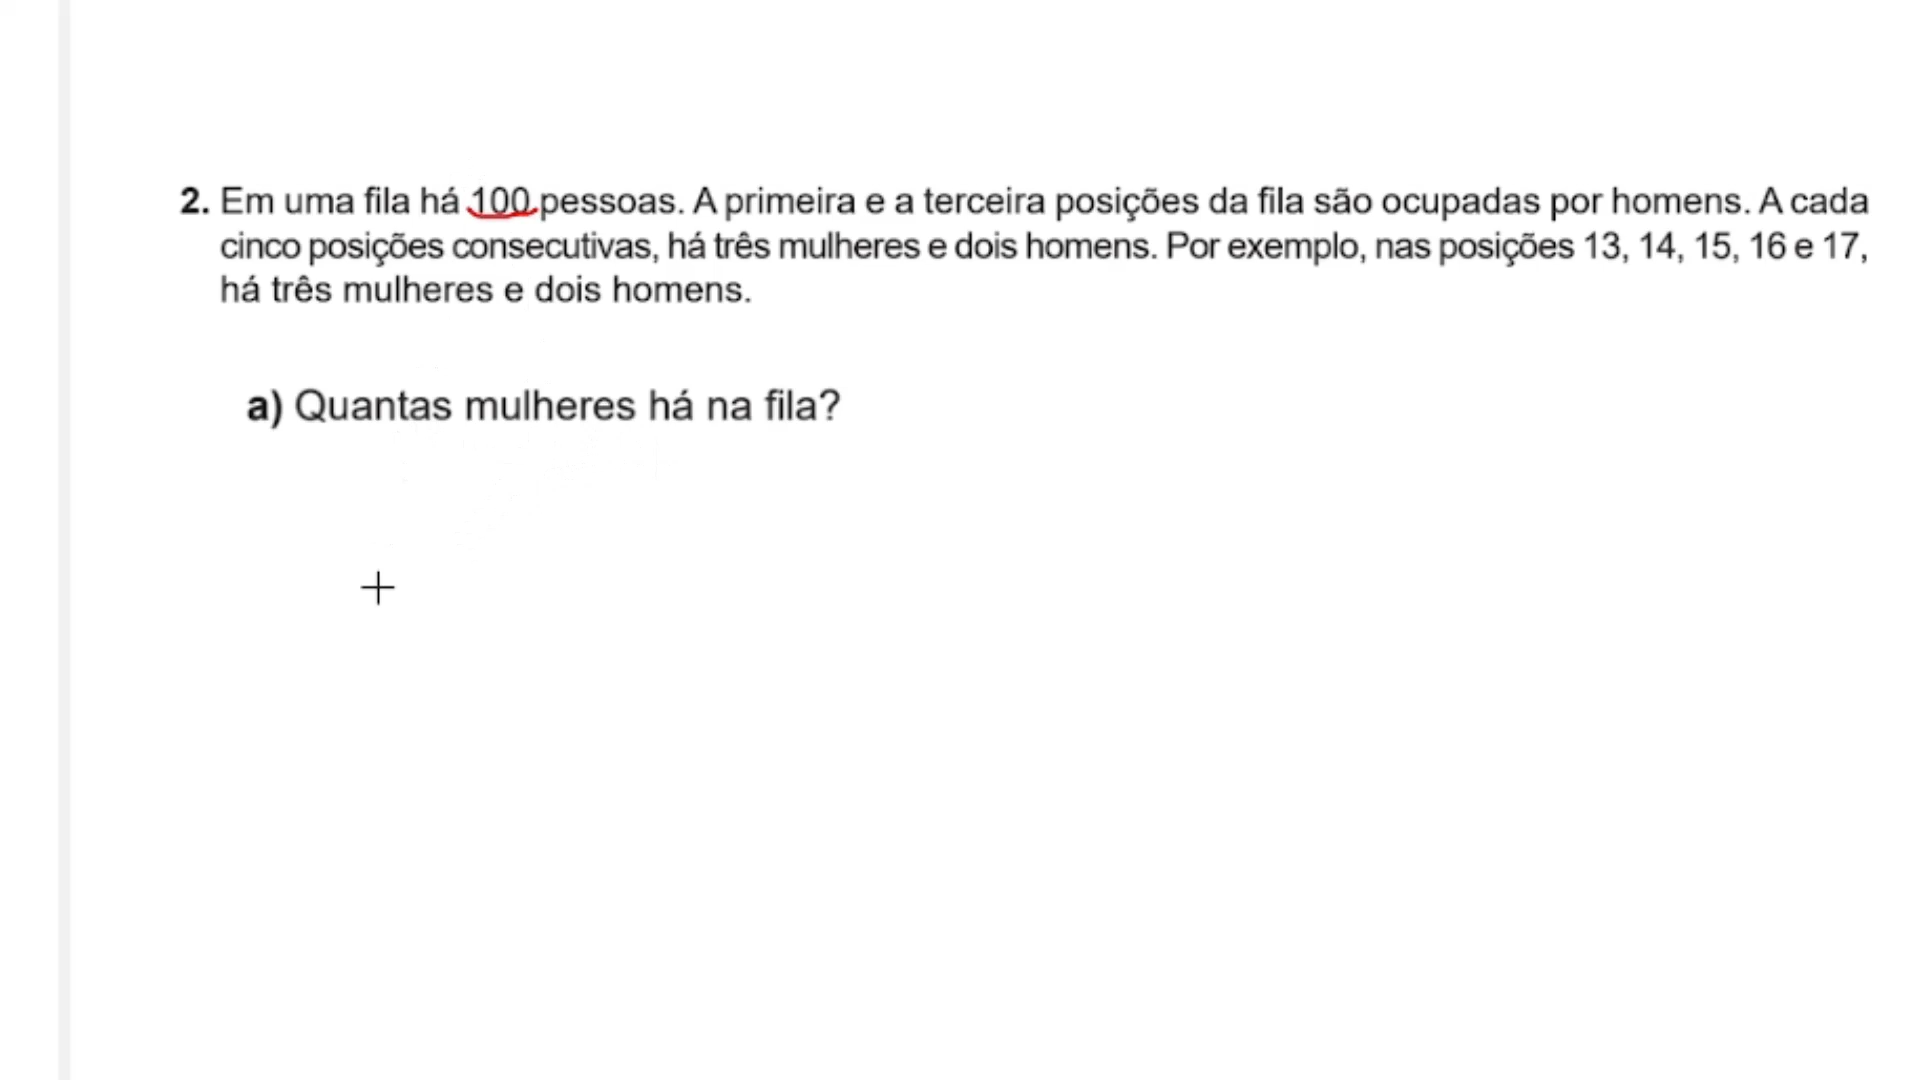 2. Em uma fila há 100 pessoas. A primeira e a terceira posições da fila são ocupadas por homens. A cada
cinco posições consecutivas, há três mulheres e dois homens. Por exemplo, nas posições 13, 14, 15, 16 e 17,
há três mulheres e dois homens.
a) Quantas mulheres há na fila?